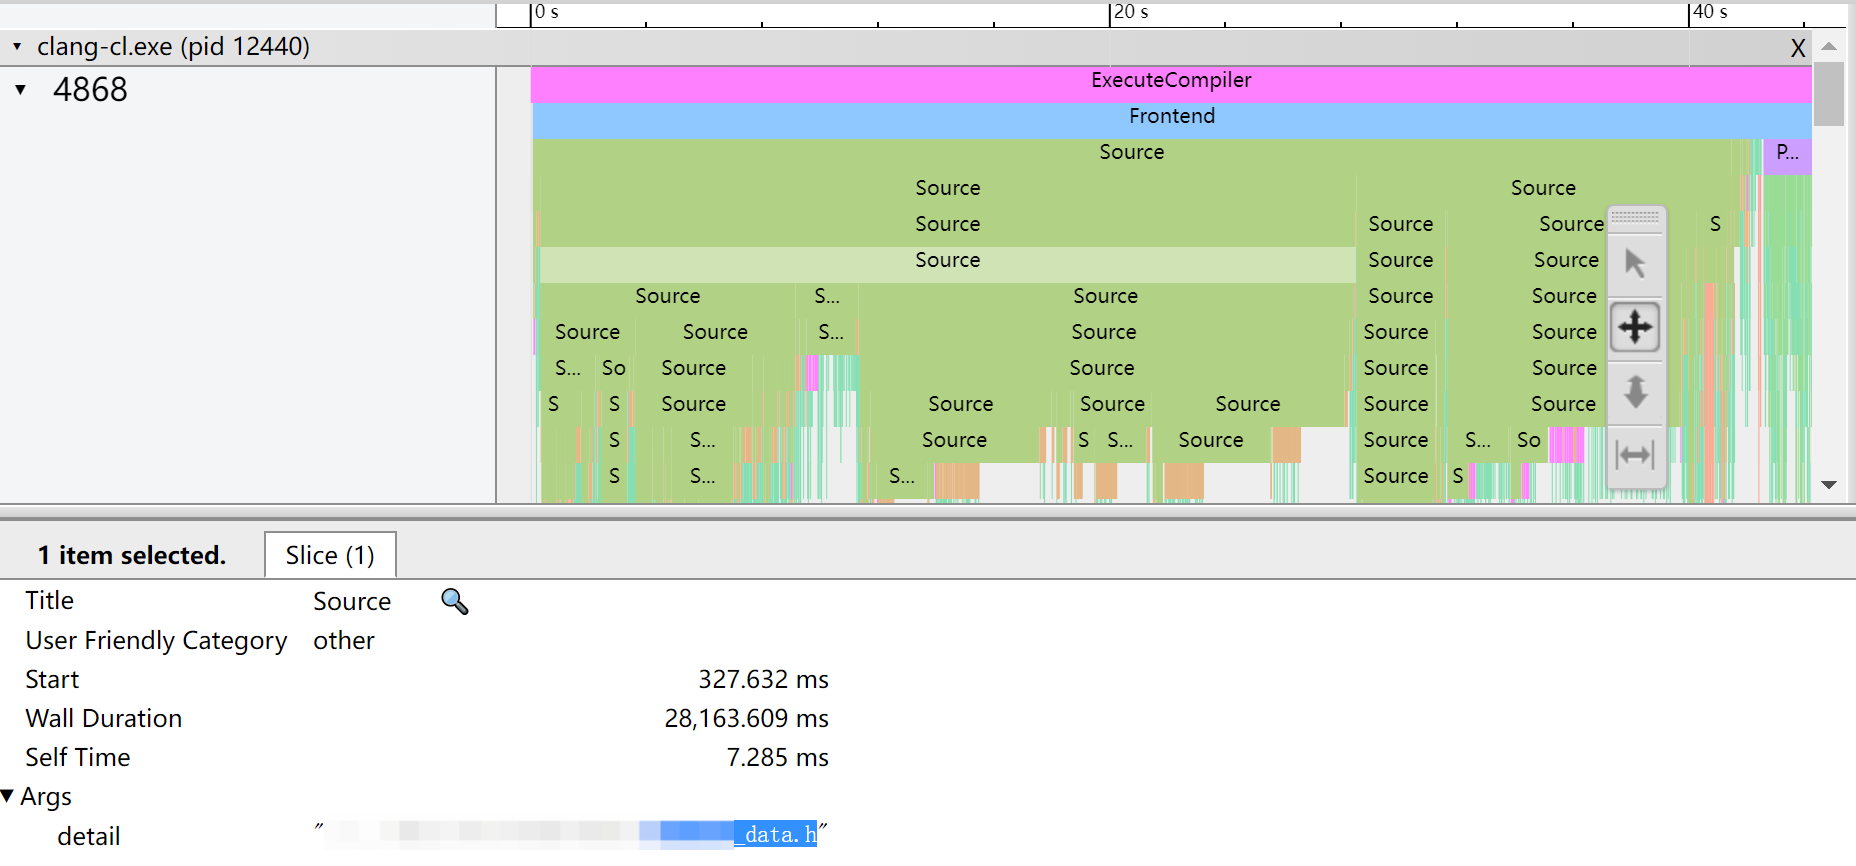 0 s 20 s 40 s
clang-cl.exe (pid 12440) X
4868
ExecuteCompiler
Frontend
Source P...
Source Source
Source Source Source S
Source Source Source
Source S... Source Source Source
Source Source S... Source Source Source
S... So Source Source Source Source
S S Source Source Source Source Source Source
S S... Source S S... Source Source S... So
S S... S... Source S
1 item selected. Slice (1)
Title Source
User Friendly Category other
Start 327.632 ms
Wall Duration 28,163.609 ms
Self Time 7.285 ms
Args
detail "_data.h"